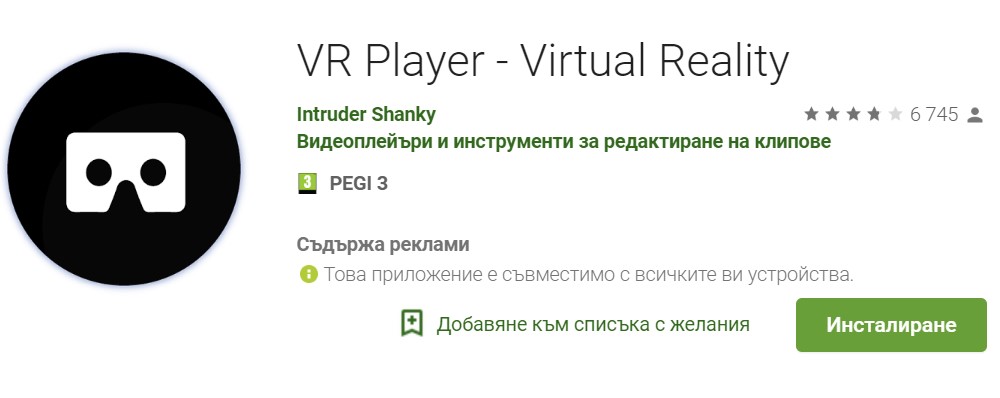 VR Player - Virtual Reality
Intruder Shanky
6 745
Видеоплейъри и инструменти за редактиране на клипове
3 PEGI 3
Съдържа реклами
Това приложение е съвместимо с всичките ви устройства.
Добавяне към списъка с желания
Инсталиране